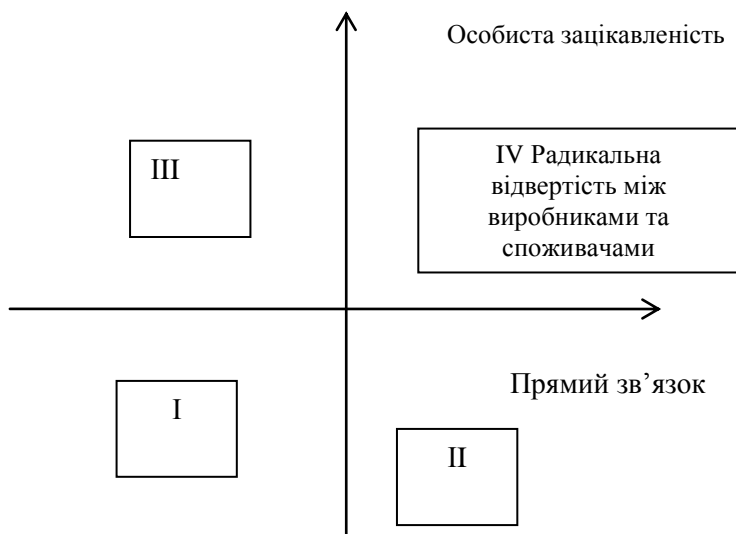 Особиста зацікавленість
III
IV Радикальна
відвертість між
виробниками та
споживачами
Прямий зв’язок
I
II